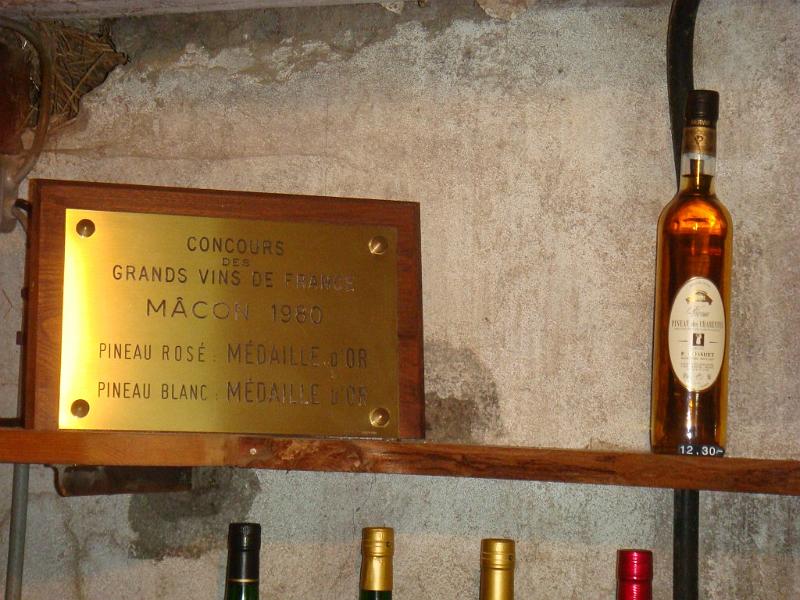 CONCOURS
DES
GRANDS VINS DE FRANCE
MÂCON 1980
PINEAU ROSÉ : MÉDAILLE d'OR
PINEAU BLANC : MÉDAILLE d'OR
PINEAU des CHARENTES
12.30